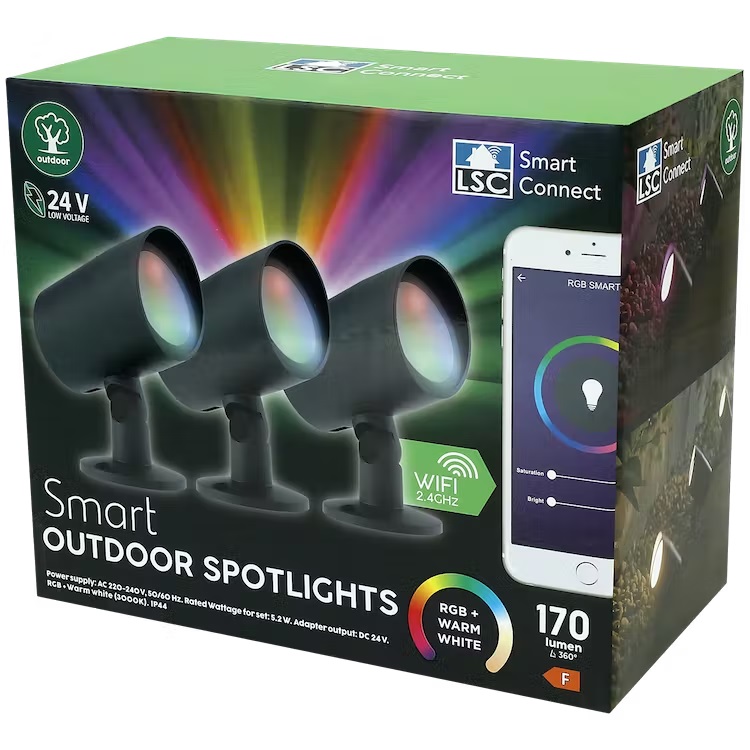 Smart
Connect
LSC
outdoor
24 V
LOW VOLTAGE
LSC
Smart
Connect
LSC
Smart
Connect
outdoor
RGB SMART
Saturation
Bright
WIFI
2.4GHz
Smart
OUTDOOR SPOTLIGHTS
Power supply: AC 220-240V, 50/60 Hz. Rated Wattage for set: 5.2 W. Adapter output: DC 24V.
RGB + Warm white (3000K). IP44
RGB +
WARM
WHITE
170
lumen
360°
F